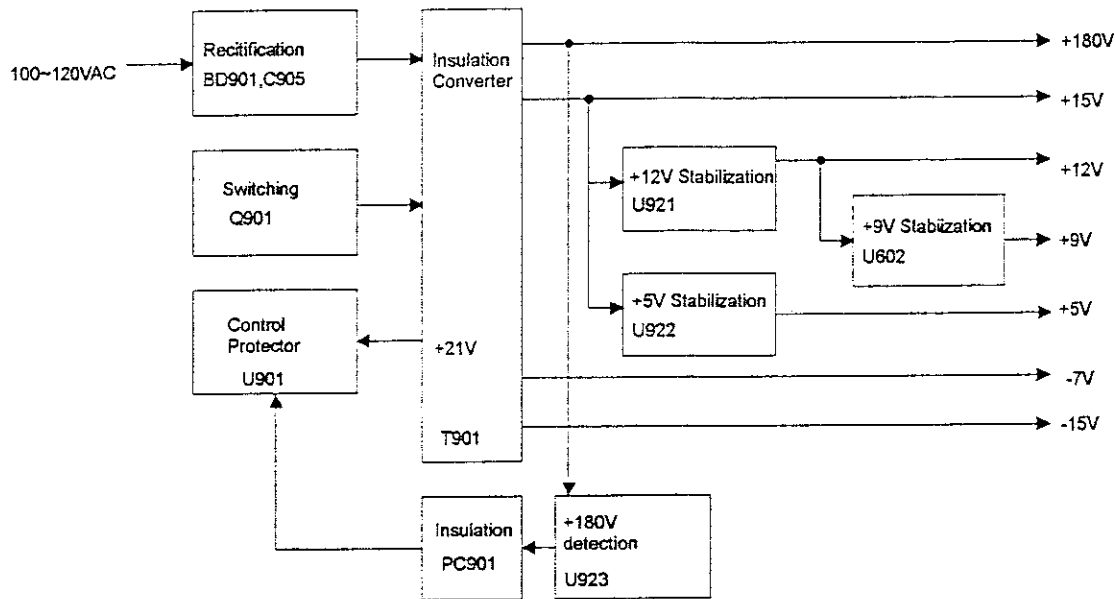 +180V
Recitification
BD901,C905
Insulation
Converter
100~120VAC
+15V
+12V Stabilization
U921
+12V
Switching
Q901
+9V Stabiization
U602
+9V
+5V Stabilization
U922
+5V
Control
Protector
U901
+21V
-7V
T901
-15V
Insulation
PC901
+180V
detection
U923